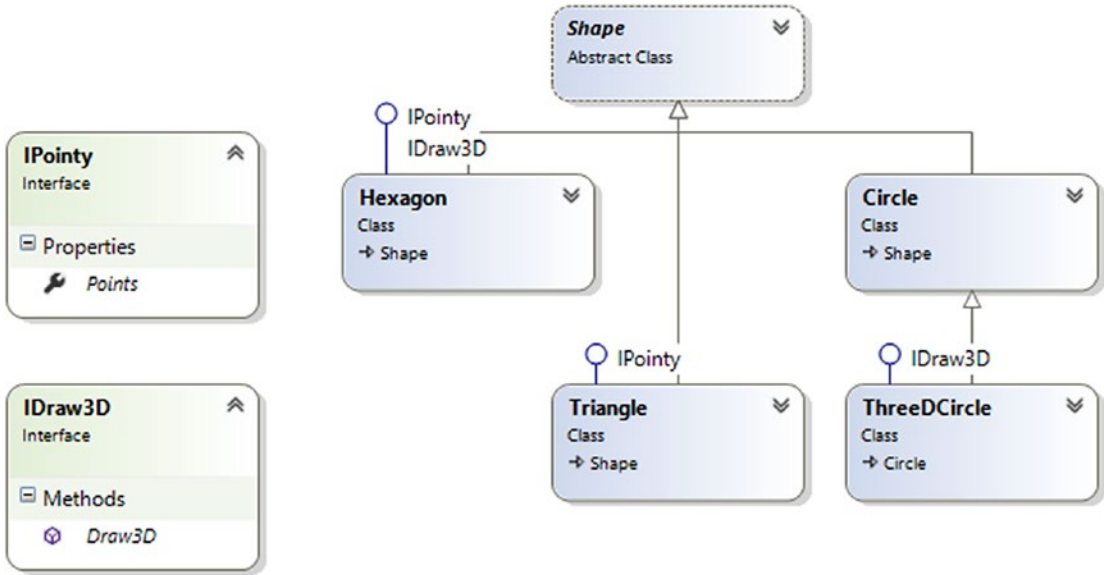 Shape
Abstract Class
IPointy
IDraw3D
IPointy
Interface
Properties
Points
Hexagon
Class
Shape
Circle
Class
Shape
IPointy
IDraw3D
IDraw3D
Interface
Methods
Draw3D
Triangle
Class
Shape
ThreeDCircle
Class
Circle